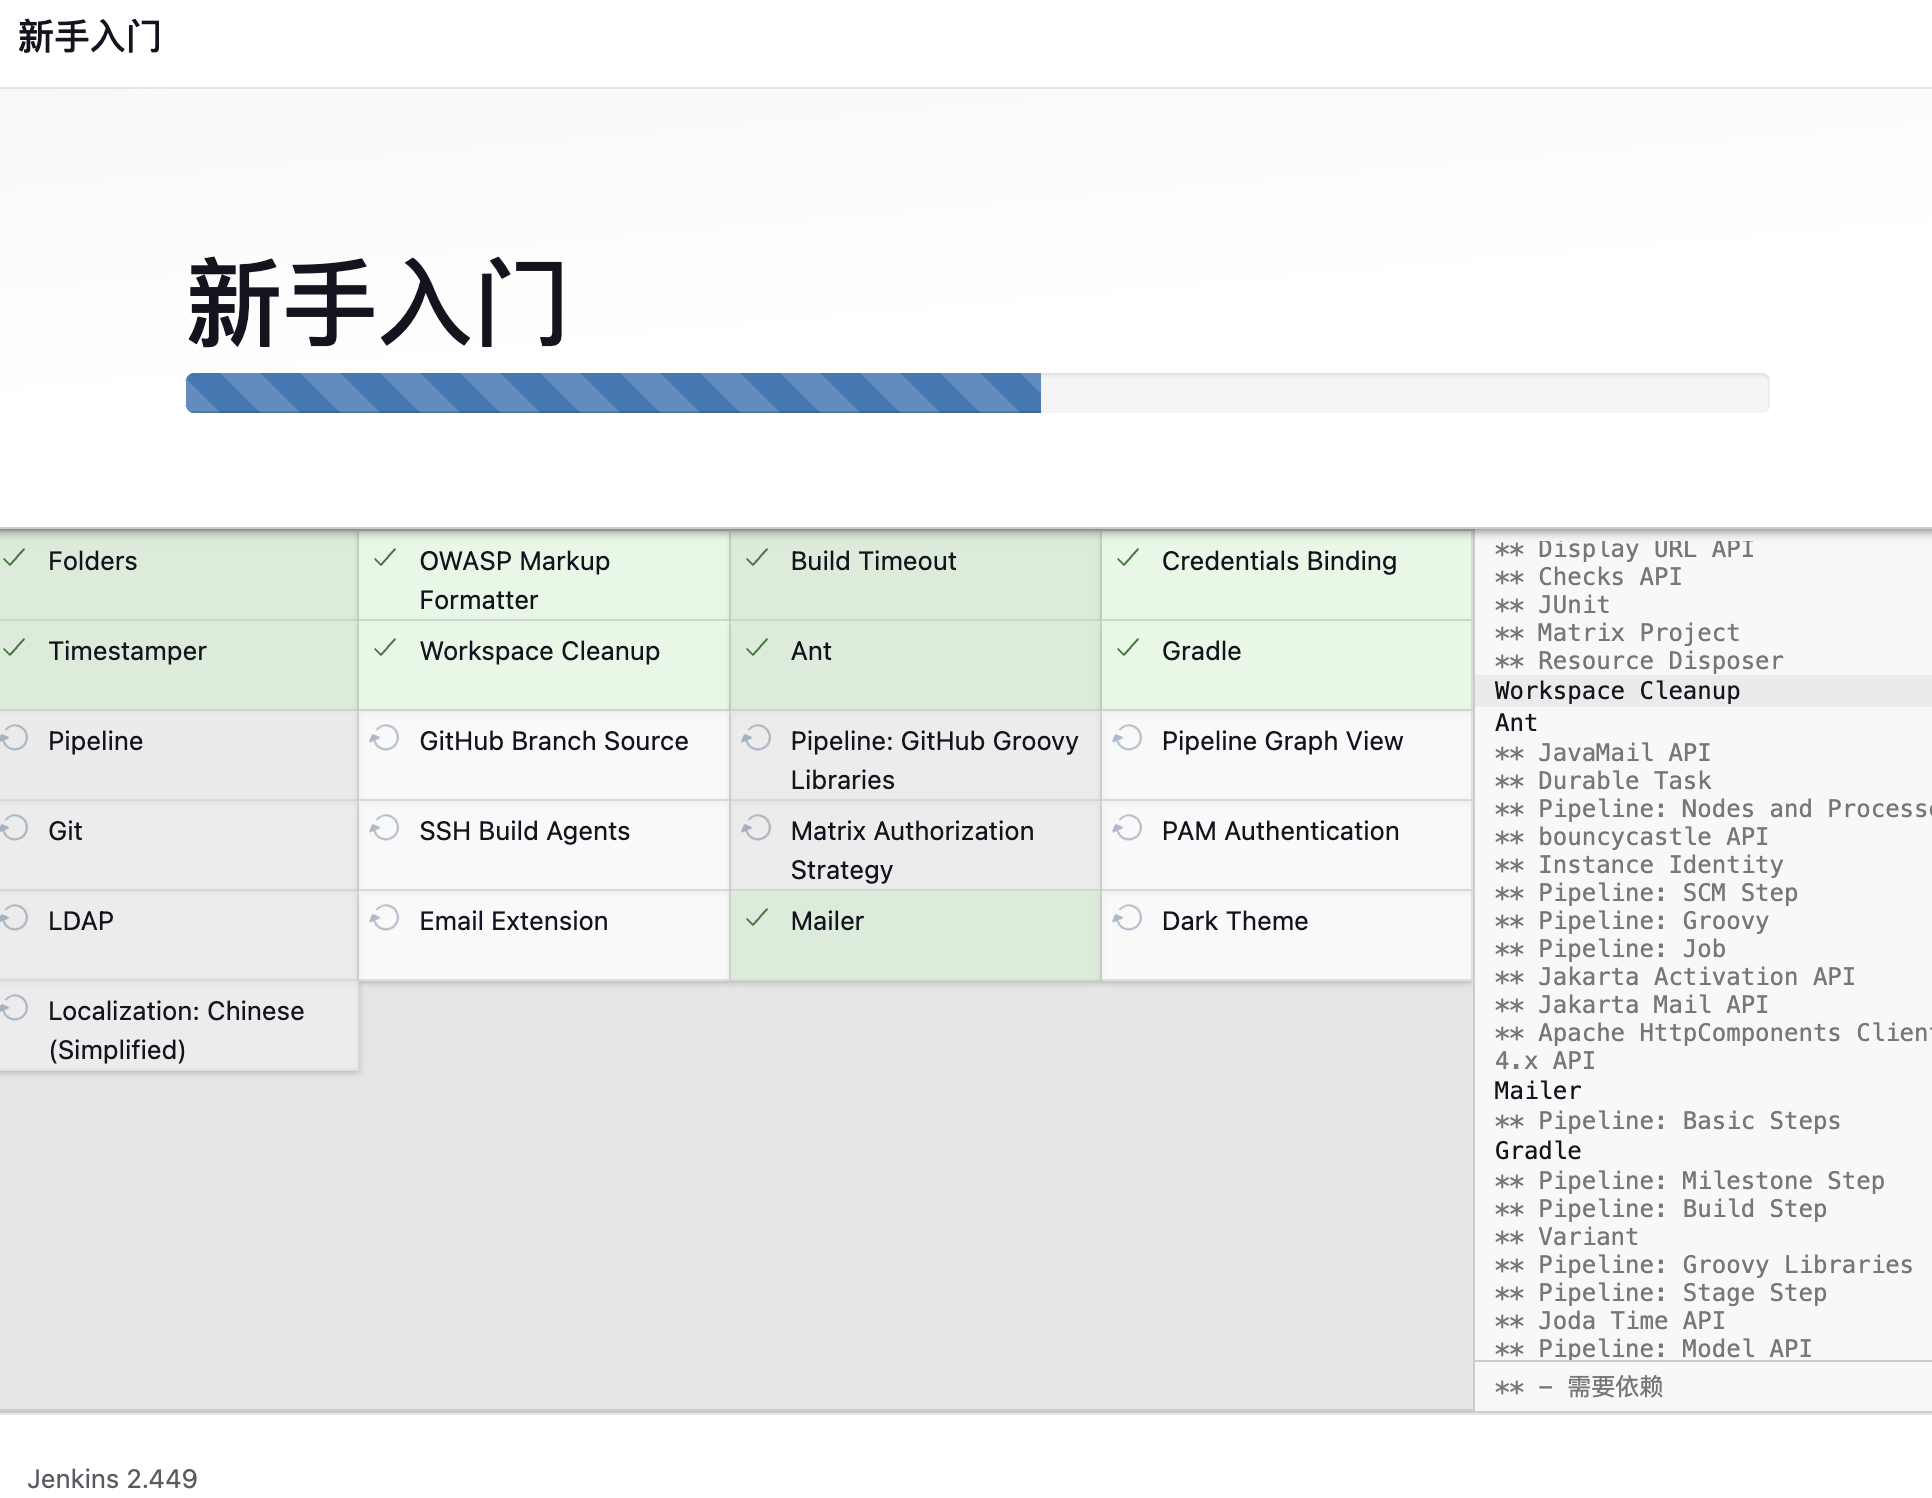 新手入门
新手入门
Folders
OWASP Markup
Formatter
Build Timeout
Credentials Binding
Timestamper
Workspace Cleanup
Ant
Gradle
Pipeline
GitHub Branch Source
Pipeline: GitHub Groovy
Libraries
Pipeline Graph View
Git
SSH Build Agents
Matrix Authorization
Strategy
PAM Authentication
LDAP
Email Extension
Mailer
Dark Theme
Localization: Chinese
(Simplified)
** Display URL API
** Checks API
** JUnit
** Matrix Project
** Resource Disposer
Workspace Cleanup
Ant
** JavaMail API
** Durable Task
** Pipeline: Nodes and Process
** bouncycastle API
** Instance Identity
** Pipeline: SCM Step
** Pipeline: Groovy
** Pipeline: Job
** Jakarta Activation API
** Jakarta Mail API
** Apache HttpComponents Clien
4.x API
Mailer
** Pipeline: Basic Steps
Gradle
** Pipeline: Milestone Step
** Pipeline: Build Step
** Variant
** Pipeline: Groovy Libraries
** Pipeline: Stage Step
** Joda Time API
** Pipeline: Model API
** - 需要依赖
Jenkins 2.449